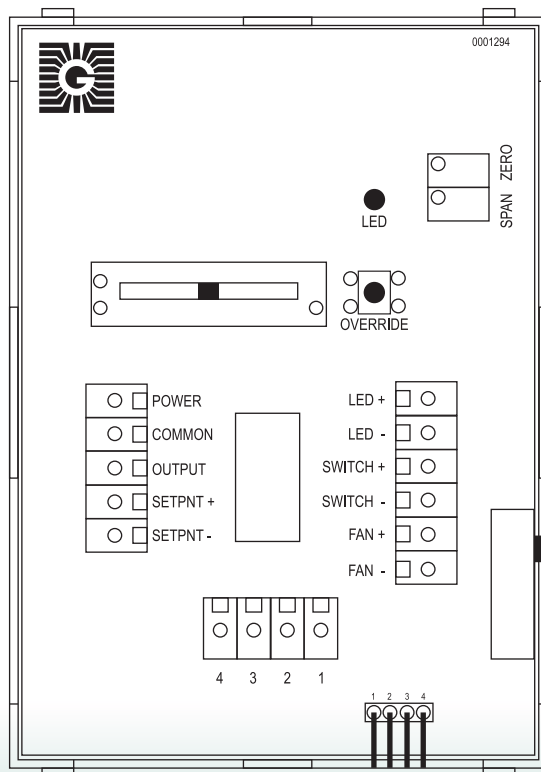 G
0001294
ZERO
SPAN
LED
OVERRIDE
POWER
COMMON
OUTPUT
SETPNT +
SETPNT -
LED +
LED -
SWITCH +
SWITCH -
FAN +
FAN -
4 3 2 1
1 2 3 4